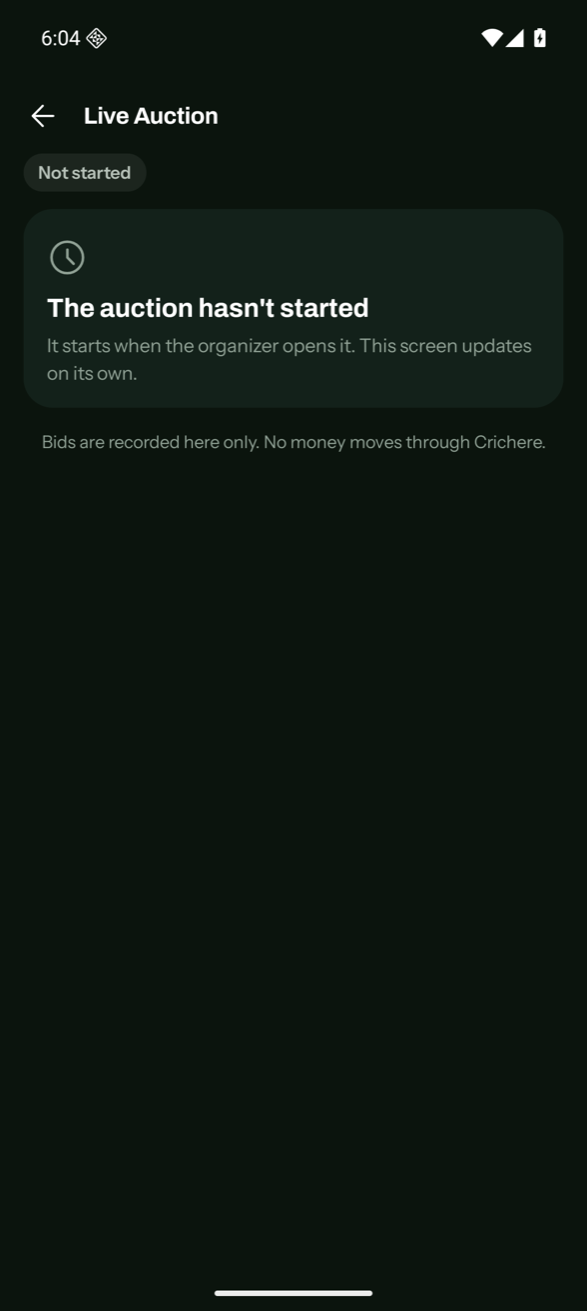 6:04
Live Auction
Not started
The auction hasn't started
It starts when the organizer opens it. This screen updates
on its own.
Bids are recorded here only. No money moves through Crichere.